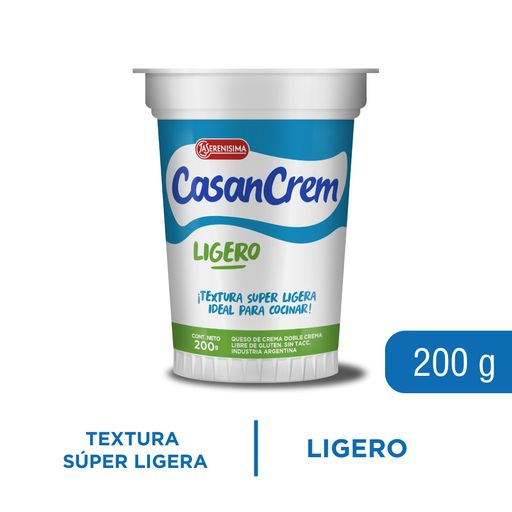 LA SERENISIMA
CasanCrem
LIGERO
¡TEXTURA SUPER LIGERA
IDEAL PARA COCINAR!
CONT. NETO
200g
QUESO DE CREMA DOBLE CREMA
LIBRE DE GLUTEN. SIN TACC.
INDUSTRIA ARGENTINA
200 g
TEXTURA
SÚPER LIGERA
LIGERO